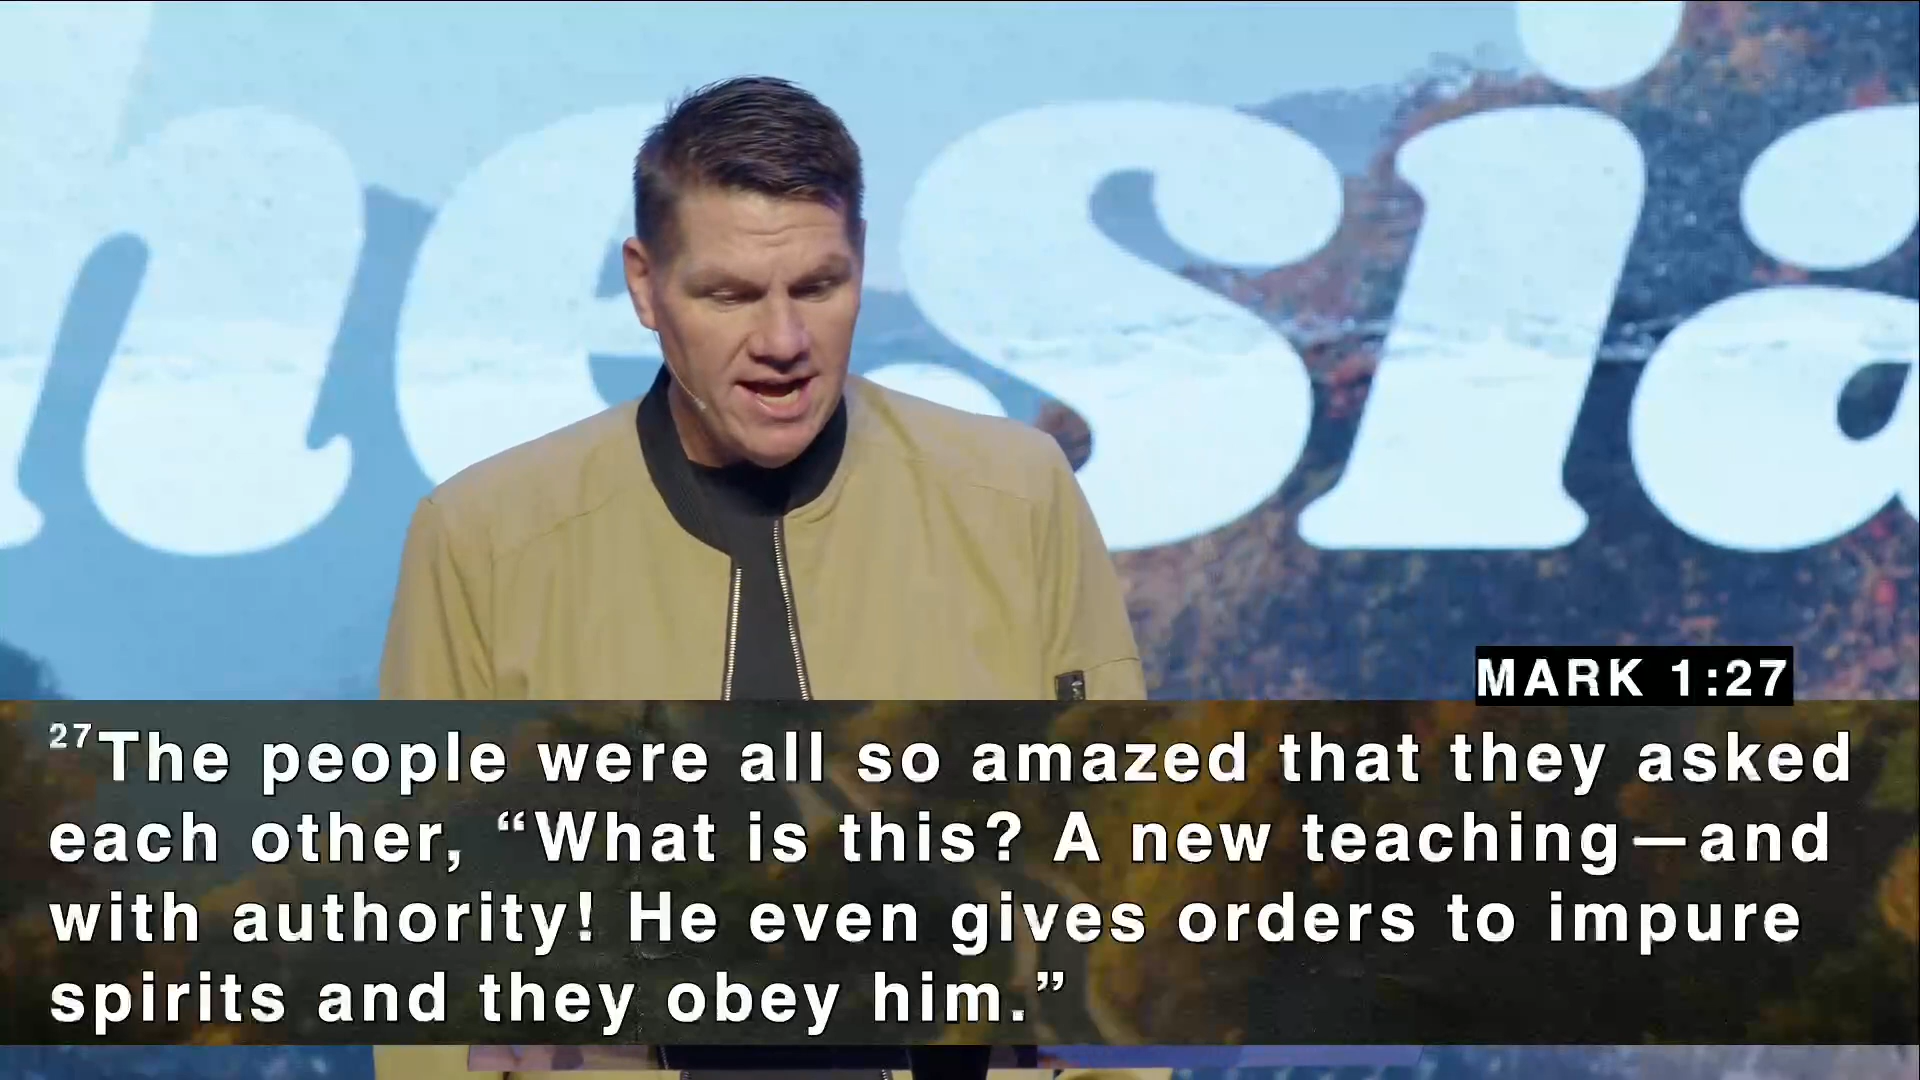 hesia
MARK 1:27
27The people were all so amazed that they asked
each other, “What is this? A new teaching—and
with authority! He even gives orders to impure
spirits and they obey him.”